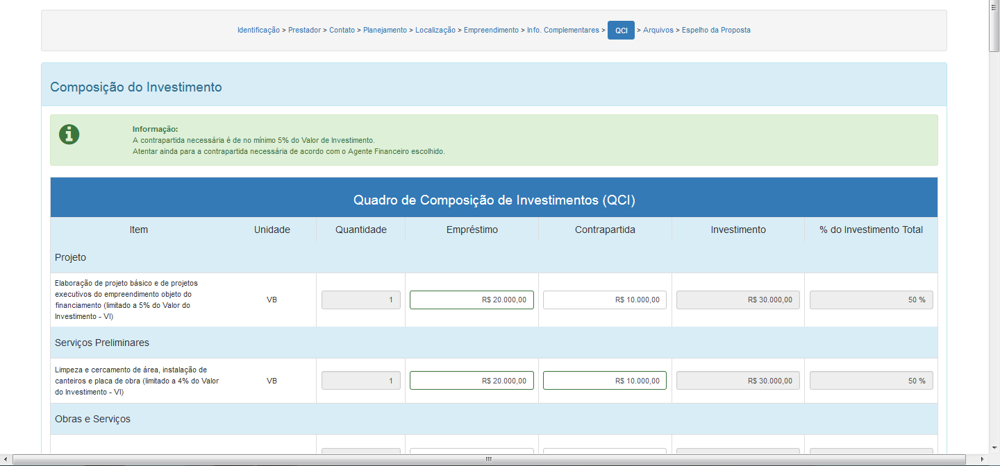 Identificação > Prestador > Contato > Planejamento > Localização > Empreendimento > Info. Complementares > QCI > Arquivos > Espelho da Proposta
Composição do Investimento
Informação:
A contrapartida necessária é de no mínimo 5% do Valor de Investimento.
Atentar ainda para a contrapartida necessária de acordo com o Agente Financeiro escolhido.
Quadro de Composição de Investimentos (QCI)
Item Unidade Quantidade Empréstimo Contrapartida Investimento % do Investimento Total
Projeto
Elaboração de projeto básico e de projetos
executivos do empreendimento objeto do
financiamento (limitado a 5% do Valor do
Investimento - VI)
VB 1 R$ 20.000,00 R$ 10.000,00 R$ 30.000,00 50 %
Serviços Preliminares
Limpeza e cercamento de área, instalação de
canteiros e placa de obra (limitado a 4% do Valor
do Investimento - VI)
VB 1 R$ 20.000,00 R$ 10.000,00 R$ 30.000,00 50 %
Obras e Serviços